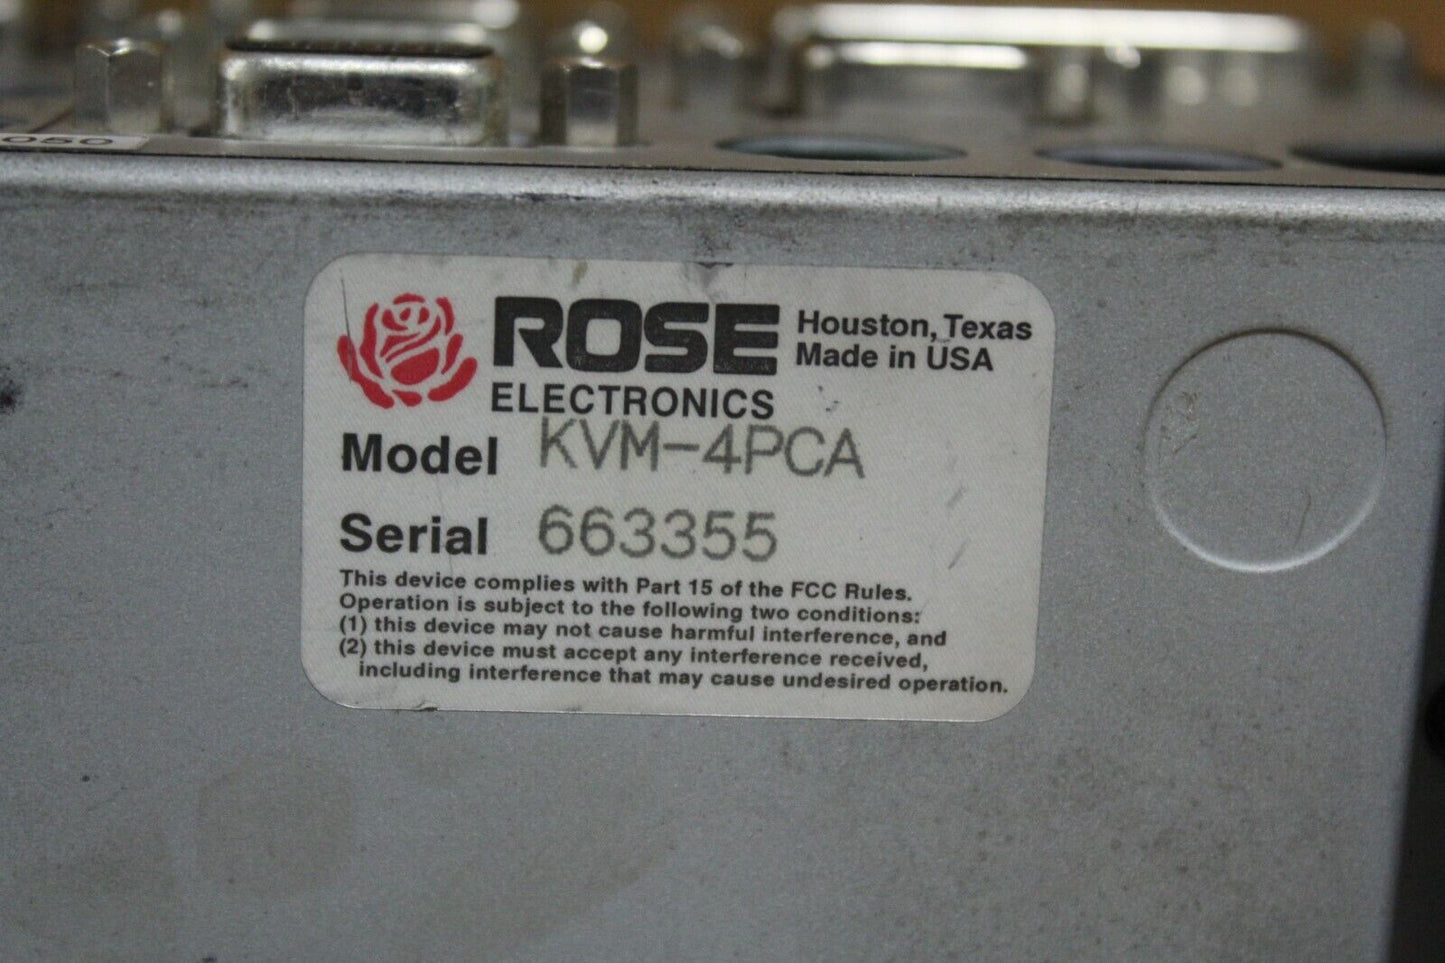 050
ROSE
ELECTRONICS
Houston, Texas
Made in USA
Model KVM-4PCA
Serial 663355
This device complies with Part 15 of the FCC Rules.
Operation is subject to the following two conditions:
(1) this device may not cause harmful interference, and
(2) this device must accept any interference received,
including interference that may cause undesired operation.